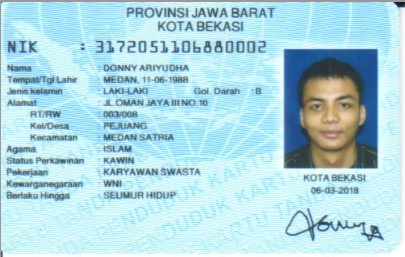 PROVINSI JAWA BARAT
KOTA BEKASI
NIK : 3172051106880002
Nama : DONNY ARIYUDHA
Tempat/Tgl Lahir : MEDAN, 11-06-1988
Jenis kelamin : LAKI-LAKI Gol. Darah : B
Alamat : JL OMAN JAYA III NO.10
RT/RW : 003/008
Kel/Desa : PEJUANG
Kecamatan : MEDAN SATRIA
Agama : ISLAM
Status Perkawinan : KAWIN
Pekerjaan : KARYAWAN SWASTA
Kewarganegaraan : WNI
Berlaku Hingga : SEUMUR HIDUP
KOTA BEKASI
06-03-2018